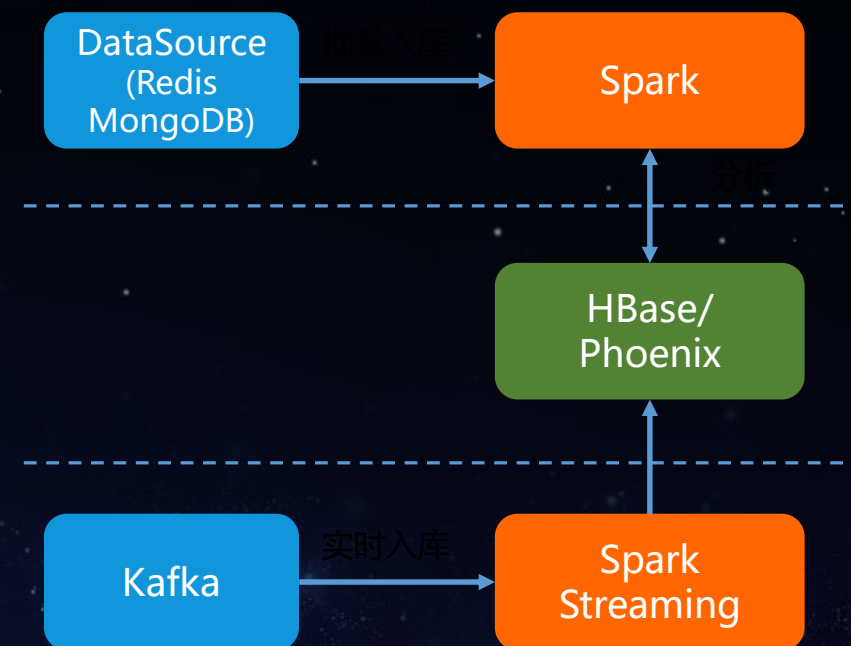 DataSource
(Redis
MongoDB)
批量入库
Spark
分析
HBase/
Phoenix
Kafka
实时入库
Spark
Streaming